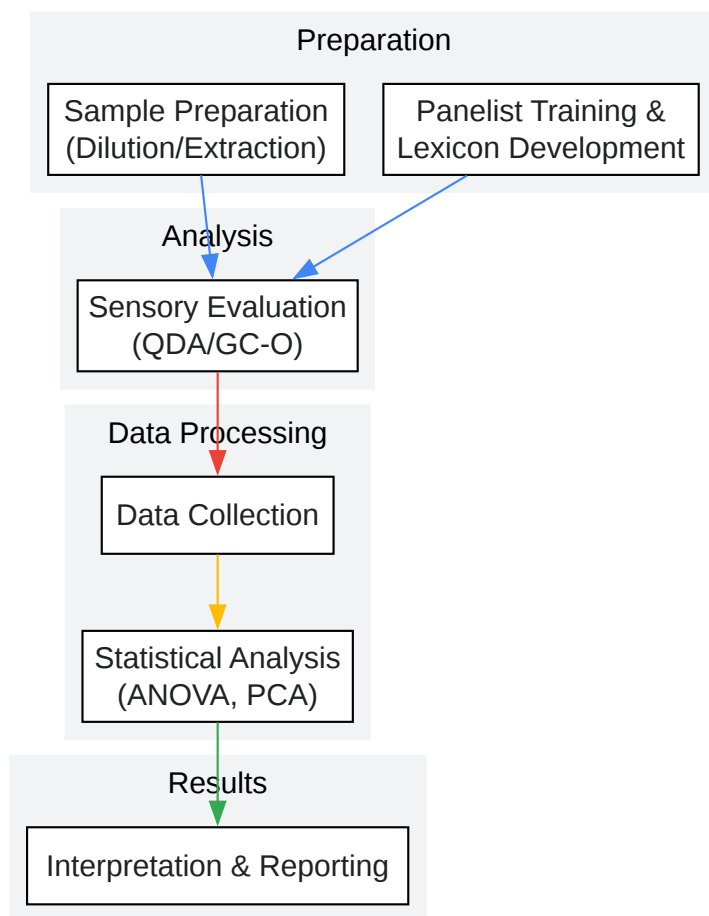 Preparation
Sample Preparation
(Dilution/Extraction)
Panelist Training &
Lexicon Development
Analysis
Sensory Evaluation
(QDA/GC-O)
Data Processing
Data Collection
Statistical Analysis
(ANOVA, PCA)
Results
Interpretation & Reporting